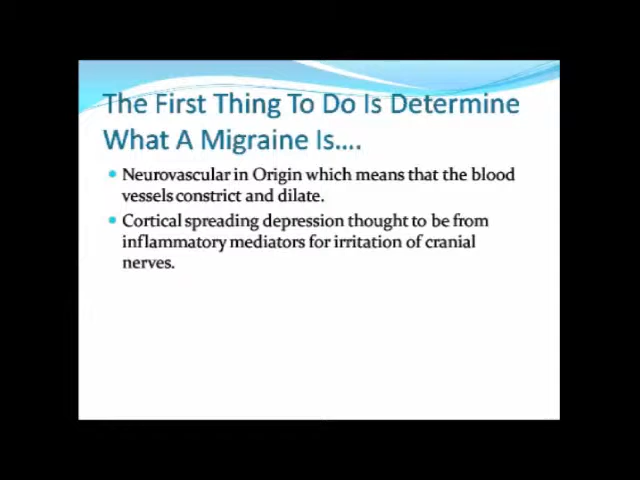 The First Thing To Do Is Determine
What A Migraine Is....
Neurovascular in Origin which means that the blood
vessels constrict and dilate.
Cortical spreading depression thought to be from
inflammatory mediators for irritation of cranial
nerves.